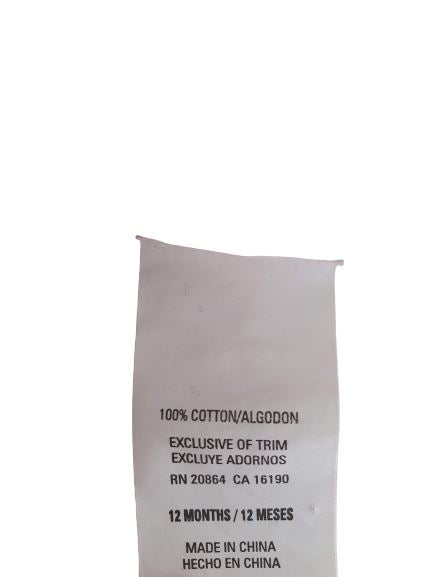 100% COTTON/ALGODON
EXCLUSIVE OF TRIM
EXCLUYE ADORNOS
RN 20864 CA 16190
12 MONTHS / 12 MESES
MADE IN CHINA
HECHO EN CHINA